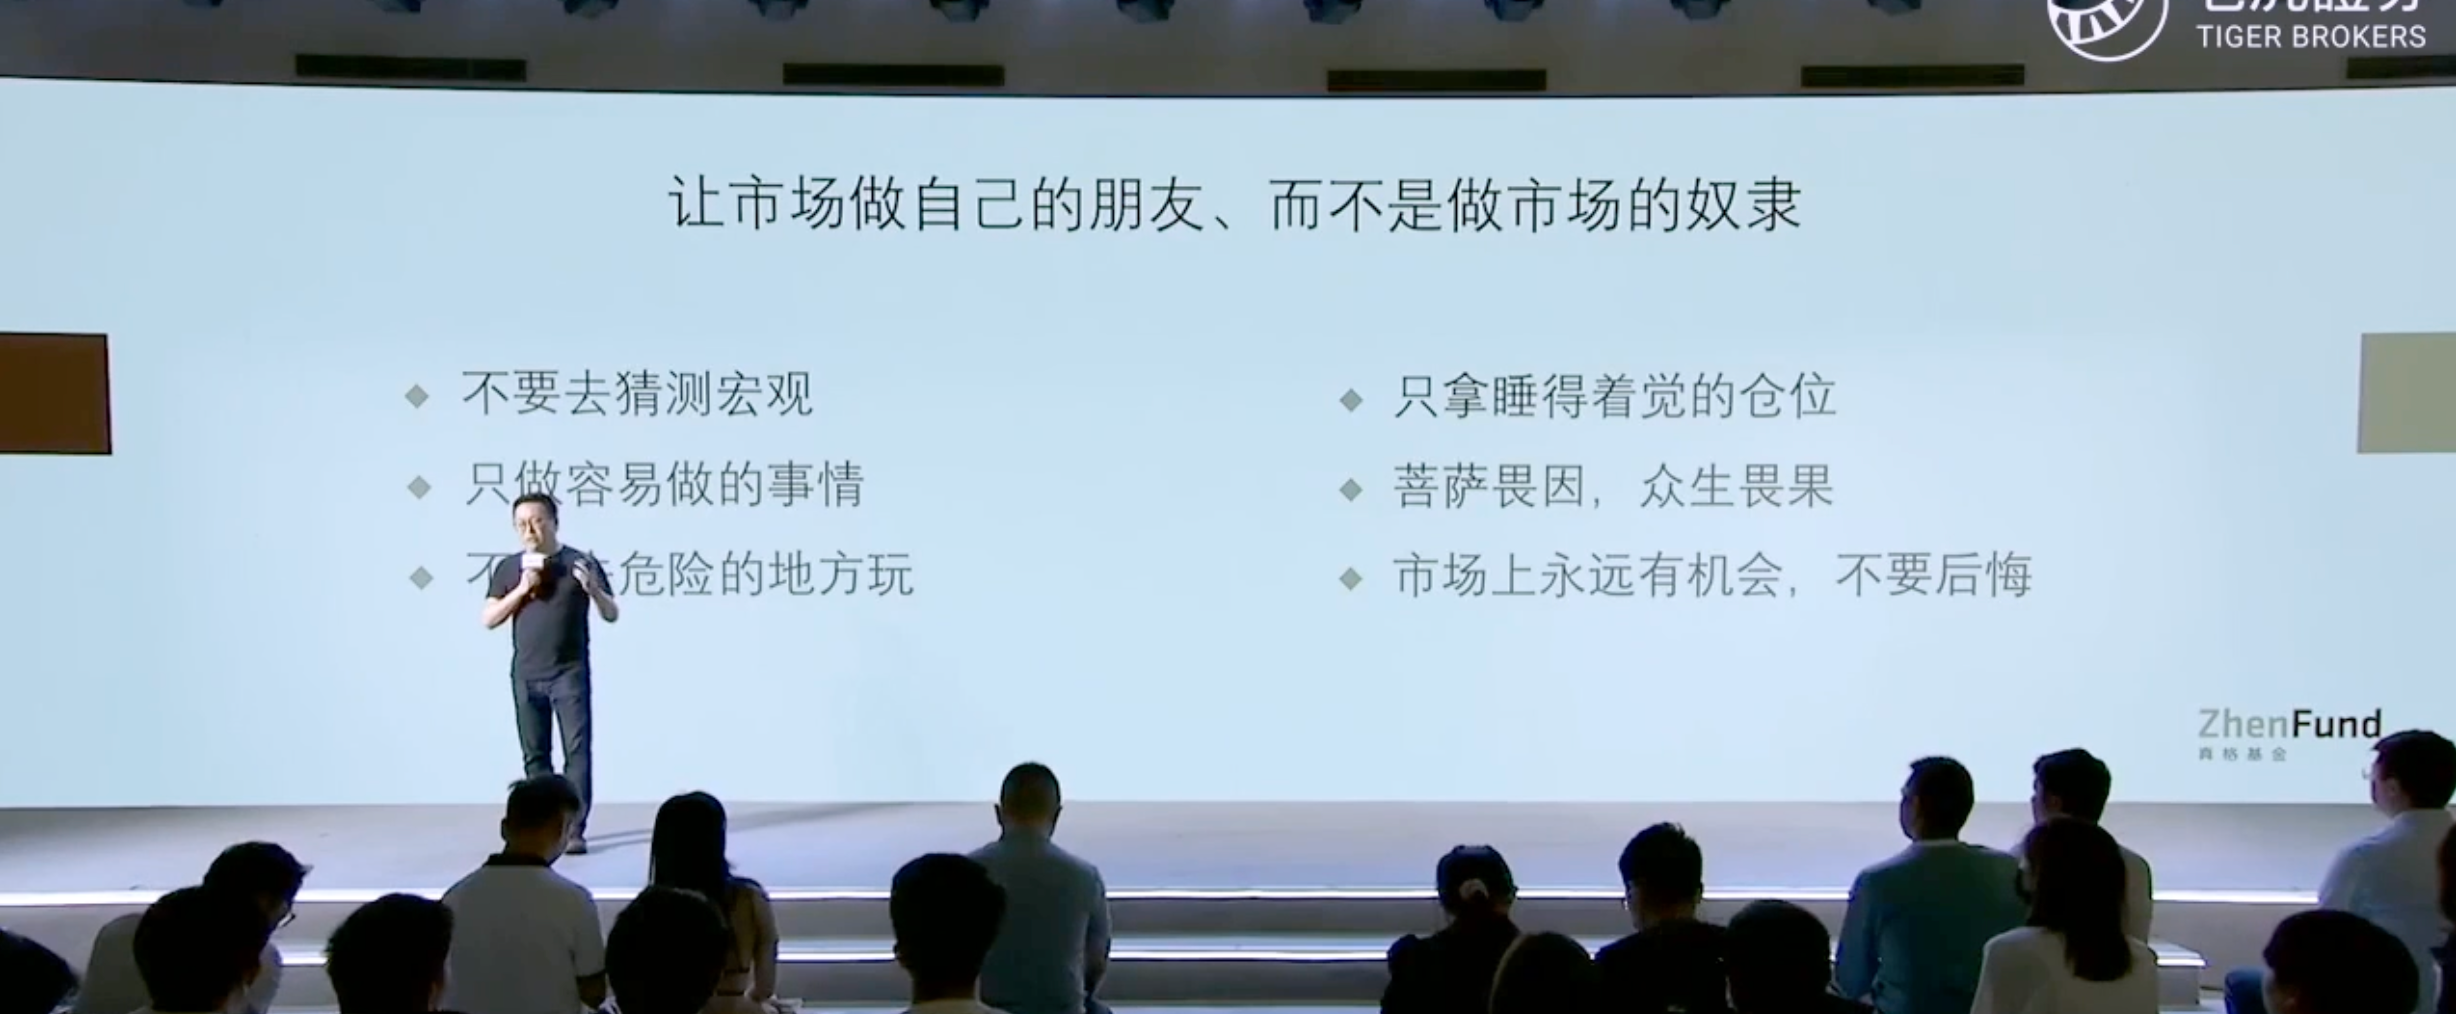 TIGER BROKERS
让市场做自己的朋友、而不是做市场的奴隶
不要去猜测宏观
只做容易做的事情
不 危险的地方玩
只拿睡得着觉的仓位
菩萨畏因，众生畏果
市场上永远有机会，不要后悔
ZhenFund
真格基金